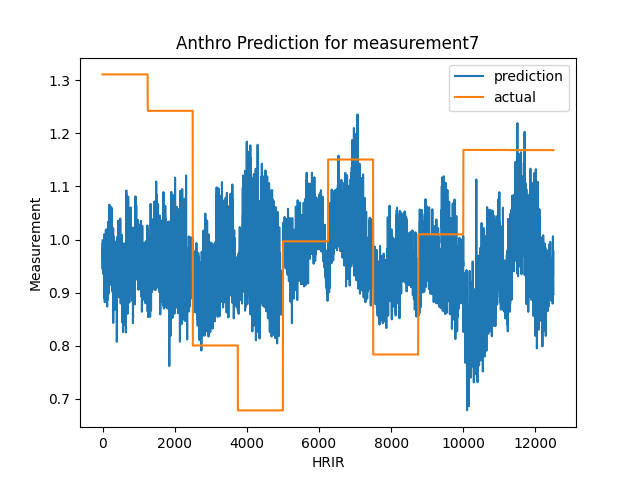 Anthro Prediction for measurement7
prediction
actual
Measurement
1.3
1.2
1.1
1.0
0.9
0.8
0.7
0
2000
4000
6000
8000
10000
12000
HRIR